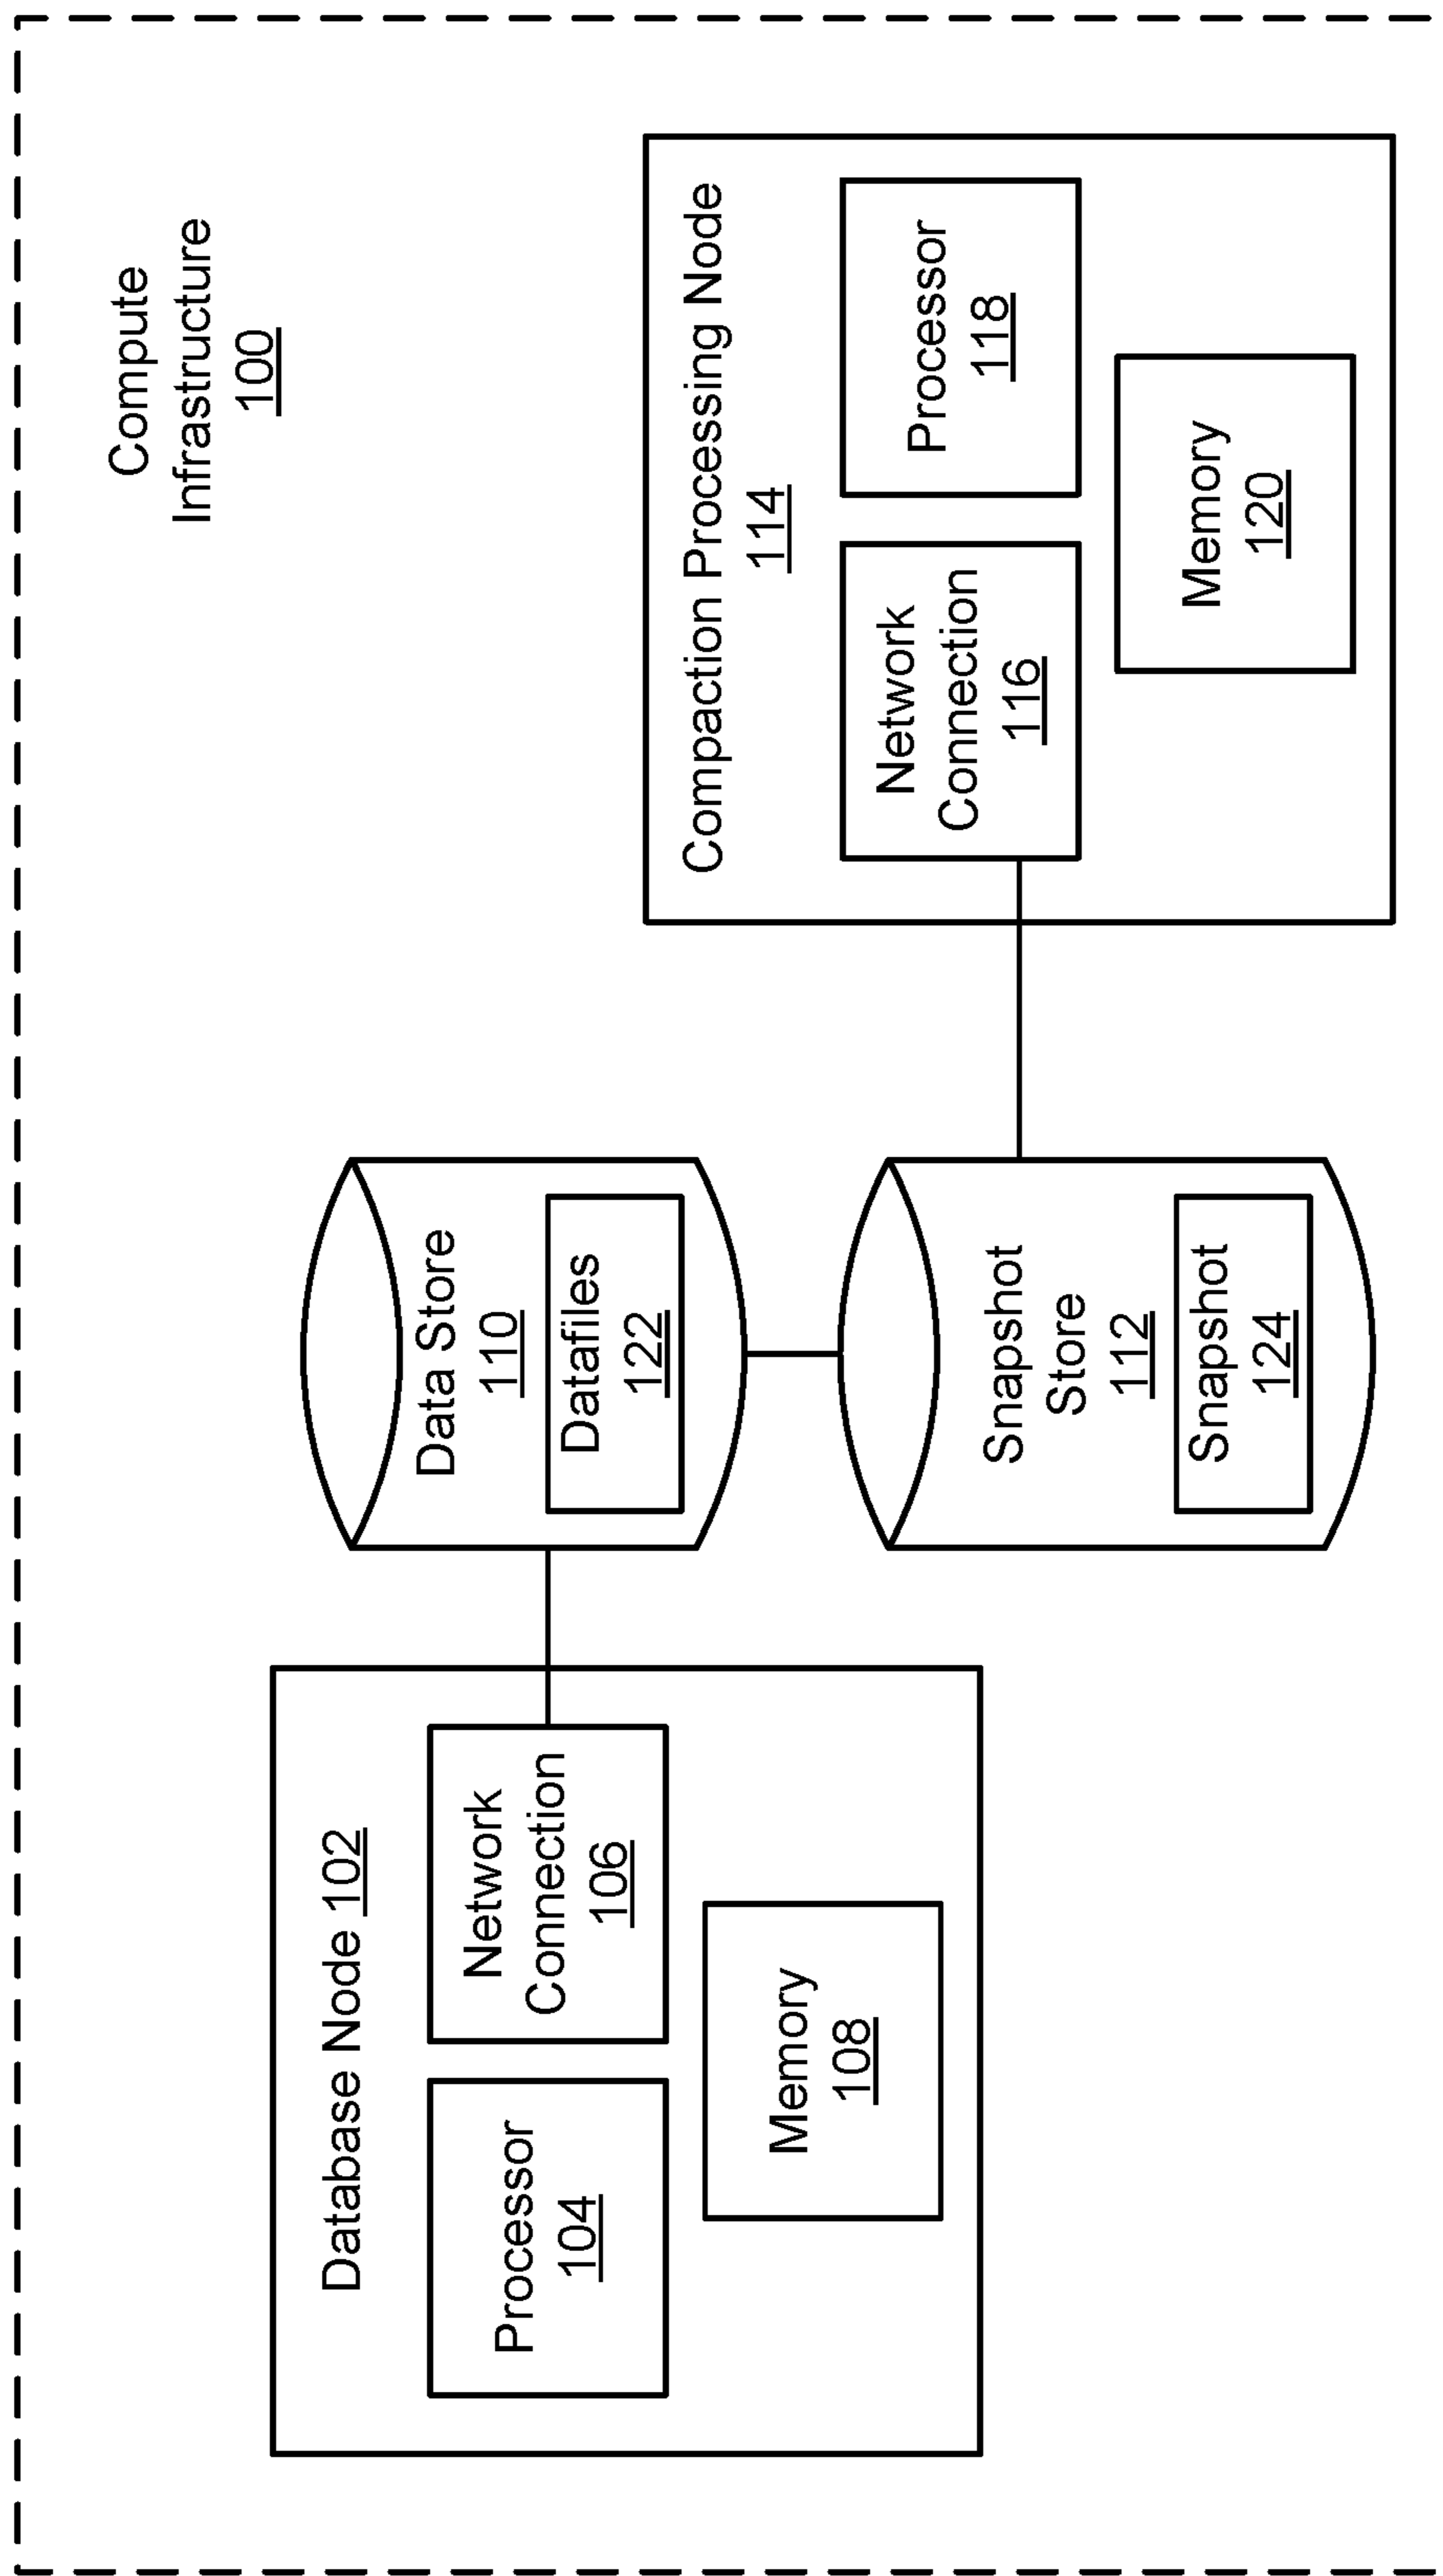 Compute
Infrastructure
100
Database Node 102
Processor
104
Network
Connection
106
Memory
108
Data Store
110
Datafiles
122
Snapshot
Store
112
Snapshot
124
Compaction Processing Node
114
Network
Connection
116
Processor
118
Memory
120